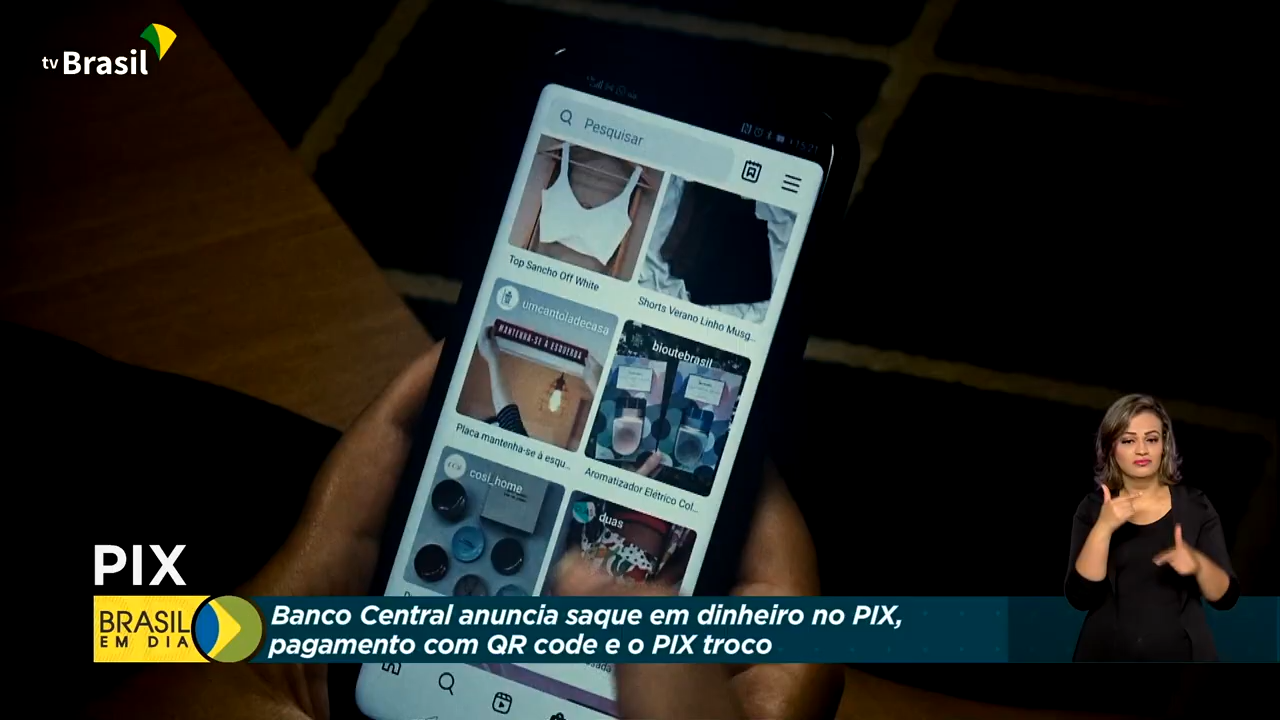 tv Brasil
Pesquisar
Top Sancho Off White
Shorts Verano Linho Musg...
umcantoladecasa
MANTENHA-SE À ESQUERDA
bioutebrasil
Placa mantenha-se à esqu...
Aromatizador Elétrico Col...
cosi_home
duas
PIX
BRASIL
EM DIA
Banco Central anuncia saque em dinheiro no PIX,
pagamento com QR code e o PIX troco